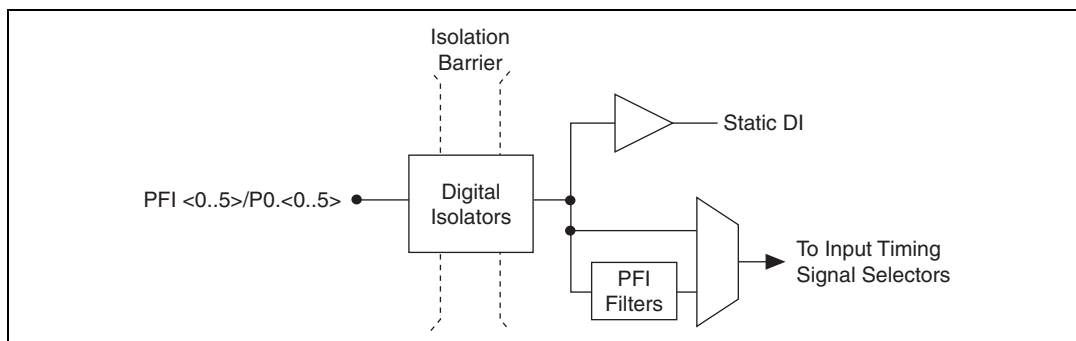 Isolation
Barrier
Static DI
PFI <0..5>/P0.<0..5>
Digital
Isolators
To Input Timing
Signal Selectors
PFI
Filters